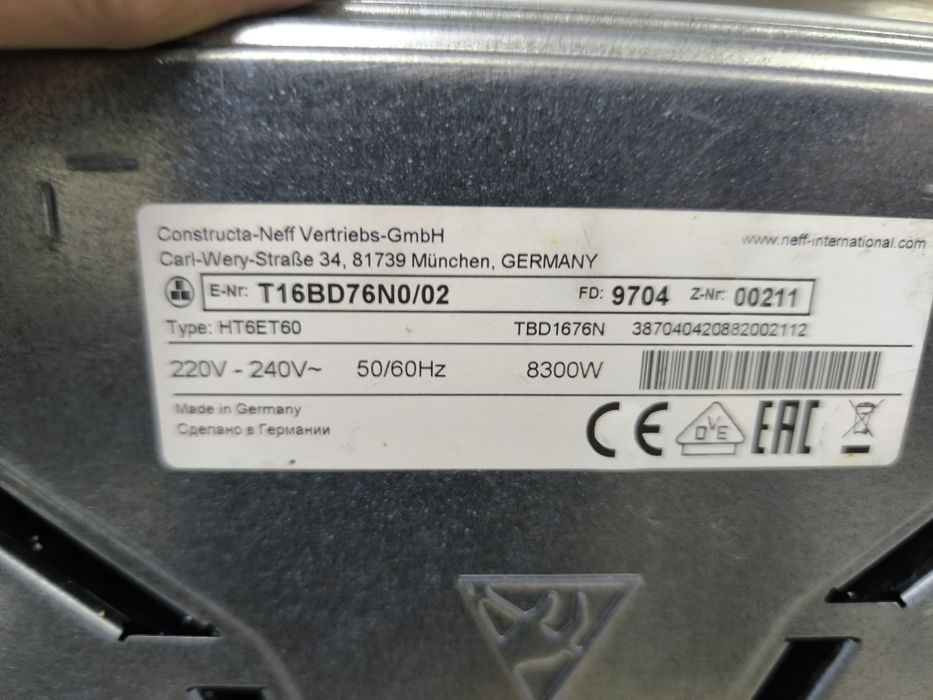 Constructa-Neff Vertriebs-GmbH
www.neff-international.com
Carl-Wery-Straße 34, 81739 München, GERMANY
E-Nr: T16BD76N0/02 FD: 9704 Z-Nr: 00211
Type: HT6ET60 TBD1676N 387040420882002112
220V - 240V~ 50/60Hz 8300W
Made in Germany
Сделано в Германии
CE DVE EAC